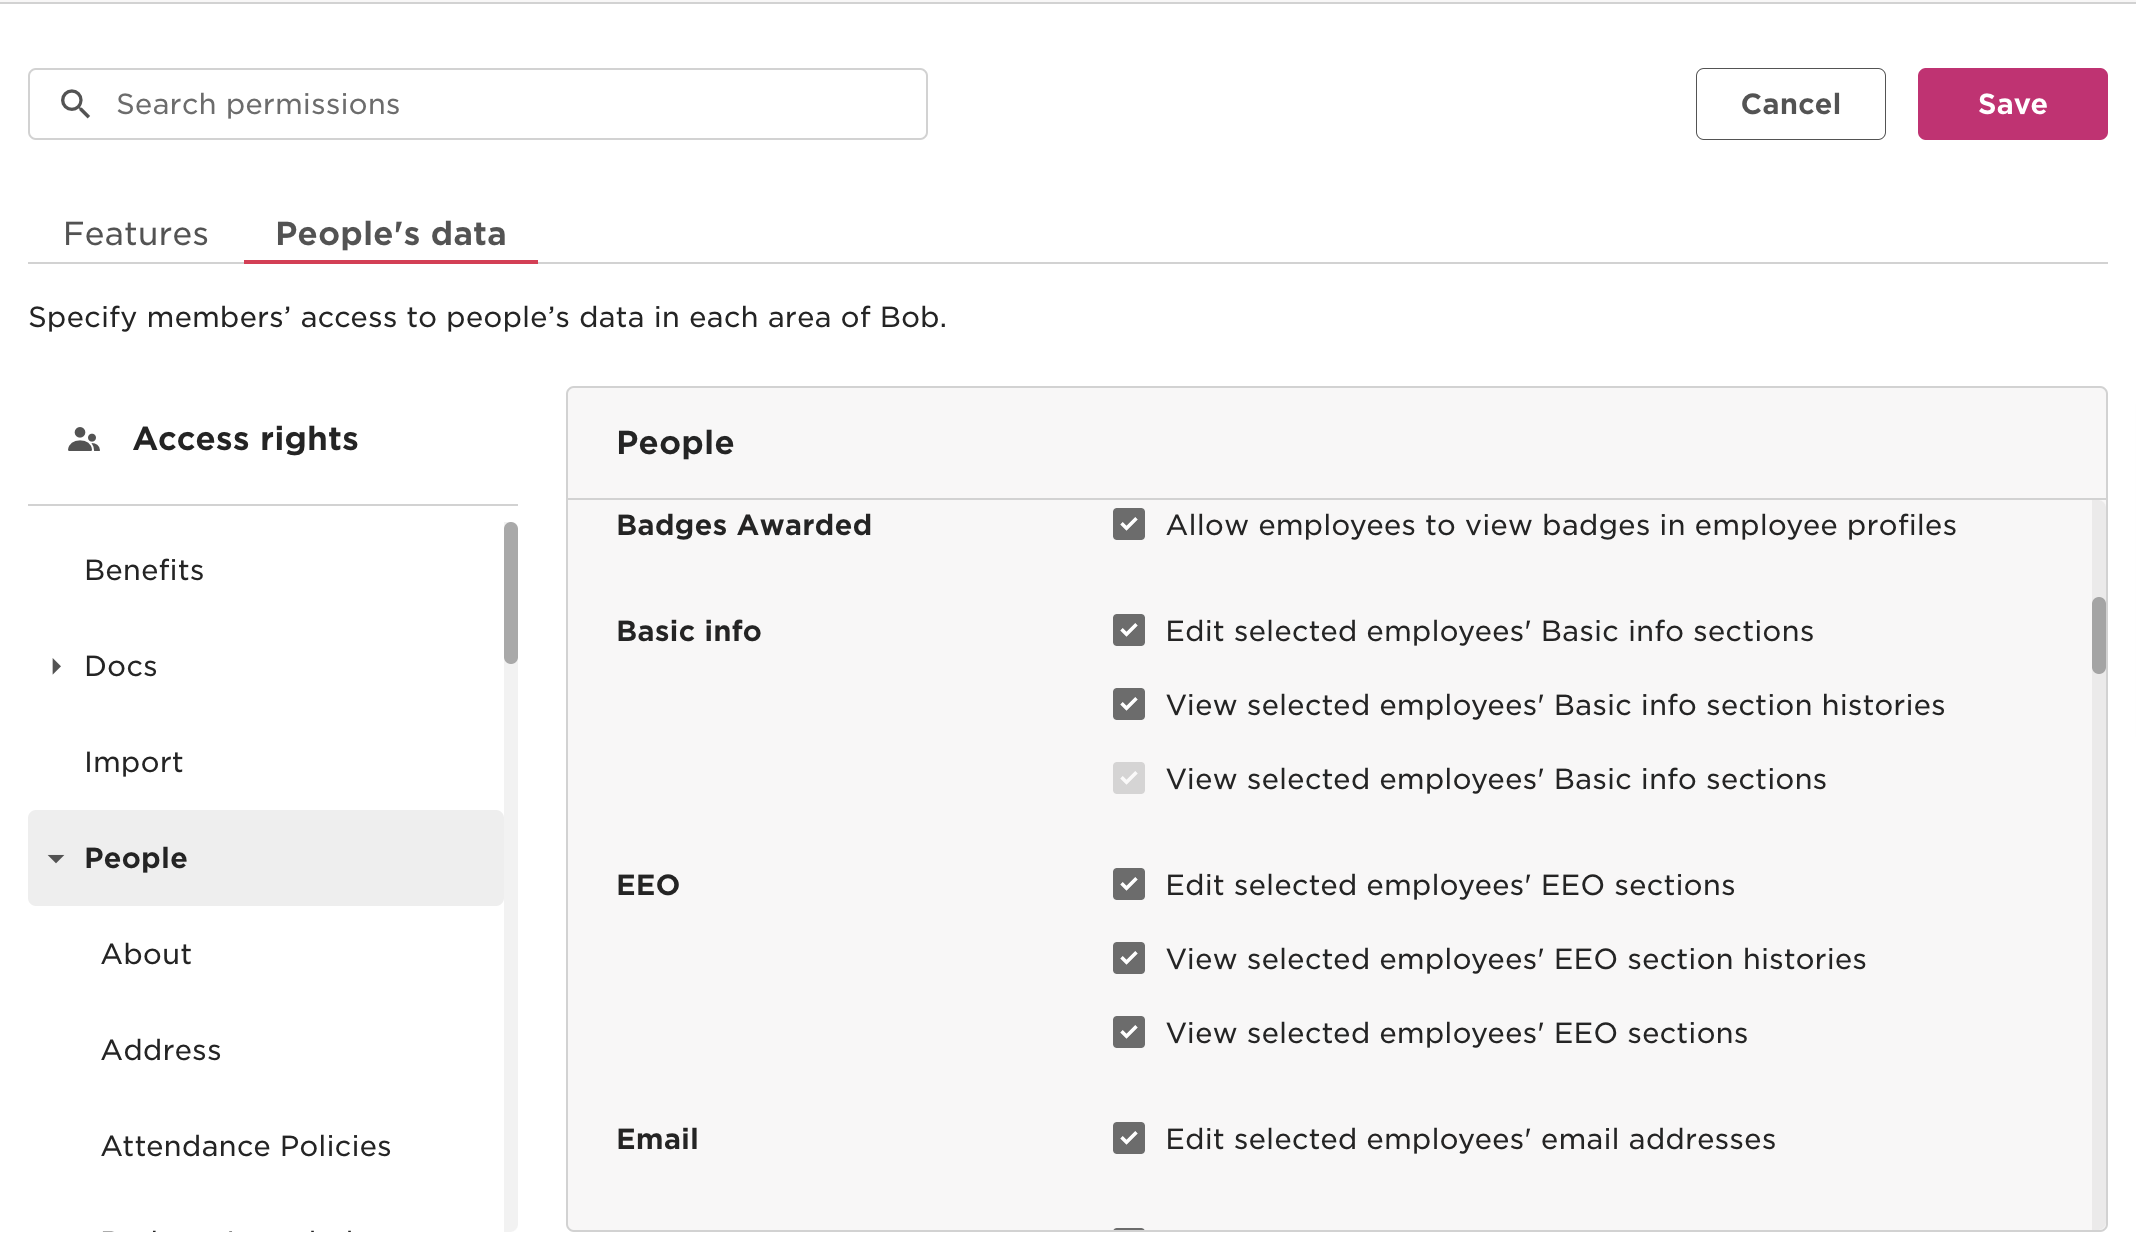 Search permissions
Cancel
Save
Features
People's data
Specify members’ access to people’s data in each area of Bob.
Access rights
Benefits
Docs
Import
People
About
Address
Attendance Policies
People
Badges Awarded
Allow employees to view badges in employee profiles
Basic info
Edit selected employees' Basic info sections
View selected employees' Basic info section histories
View selected employees' Basic info sections
EEO
Edit selected employees' EEO sections
View selected employees' EEO section histories
View selected employees' EEO sections
Email
Edit selected employees' email addresses